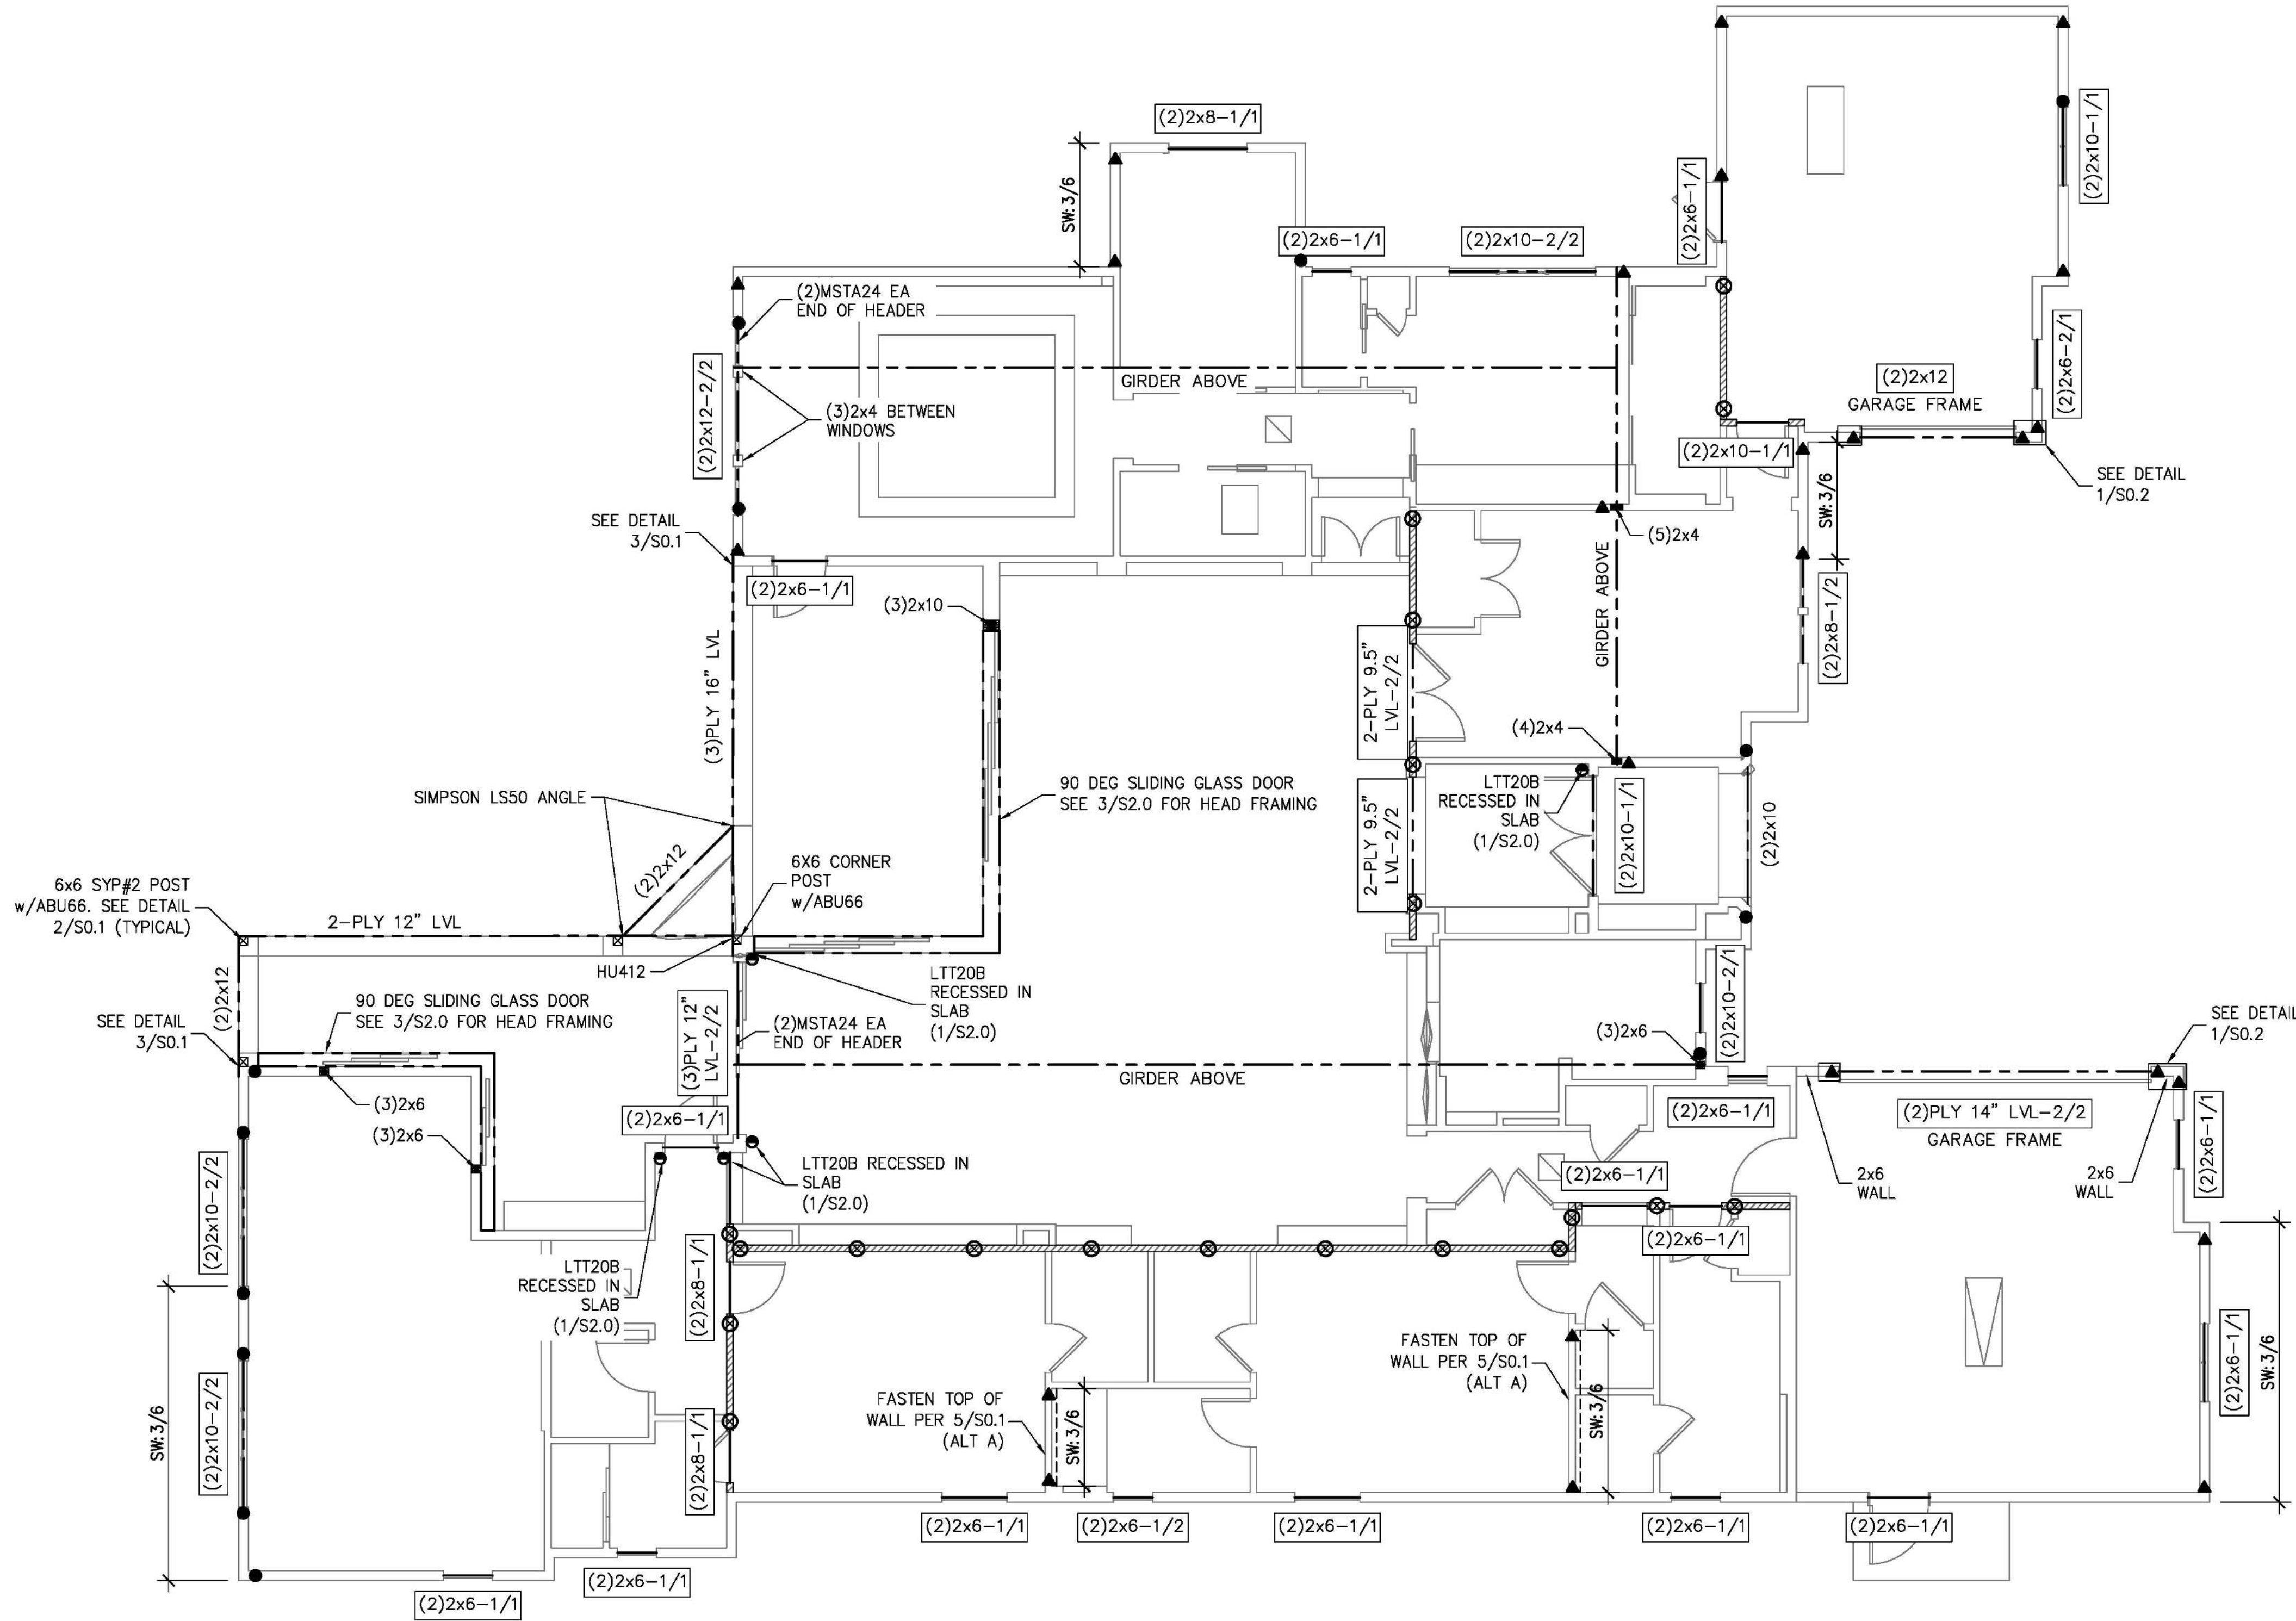 (2)2x8-1/1
SW: 3/6
(2)2x6-1/1
(2)2x10-2/2
(2)2x6-1/1
(2)2x10-1/1
(2)MSTA24 EA
END OF HEADER
(2)2x12-2/2
GIRDER ABOVE
(3)2x4 BETWEEN
WINDOWS
(2)2x12
GARAGE FRAME
(2)2x6-2/1
(2)2x10-1/1
SW: 3/6
SEE DETAIL
1/S0.2
SEE DETAIL
3/S0.1
(5)2x4
(2)2x6-1/1
(3)2x10
GIRDER ABOVE
(2)2x8-1/2
(3)PLY 16" LVL
2-PLY 9.5"
LVL-2/2
(4)2x4
SIMPSON LS50 ANGLE
90 DEG SLIDING GLASS DOOR
SEE 3/S2.0 FOR HEAD FRAMING
2-PLY 9.5"
LVL-2/2
LTT20B
RECESSED IN
SLAB
(1/S2.0)
(2)2x10-1/1
(2)2x10
(2)2x12
6X6 CORNER
POST
w/ABU66
6x6 SYP#2 POST
w/ABU66. SEE DETAIL
2/S0.1 (TYPICAL)
2-PLY 12" LVL
HU412
LTT20B
RECESSED IN
SLAB
(1/S2.0)
(2)2x12
90 DEG SLIDING GLASS DOOR
SEE 3/S2.0 FOR HEAD FRAMING
SEE DETAIL
3/S0.1
(3)PLY 12"
LVL-2/2
(2)MSTA24 EA
END OF HEADER
(2)2x10-2/1
(3)2x6
SEE DETAIL
1/S0.2
GIRDER ABOVE
(3)2x6
(3)2x6
(2)2x6-1/1
(2)2x6-1/1
(2)PLY 14" LVL-2/2
GARAGE FRAME
(2)2x6-1/1
2x6
WALL
2x6
WALL
(2)2x10-2/2
LTT20B RECESSED IN
SLAB
(1/S2.0)
(2)2x6-1/1
(2)2x6-1/1
LTT20B
RECESSED IN
SLAB
(1/S2.0)
(2)2x8-1/1
FASTEN TOP OF
WALL PER 5/S0.1
(ALT A)
SW: 3/6
(2)2x6-1/1
SW: 3/6
SW: 3/6
(2)2x10-2/2
(2)2x8-1/1
FASTEN TOP OF
WALL PER 5/S0.1
(ALT A)
SW: 3/6
(2)2x6-1/1
(2)2x6-1/2
(2)2x6-1/1
(2)2x6-1/1
(2)2x6-1/1
(2)2x6-1/1
(2)2x6-1/1